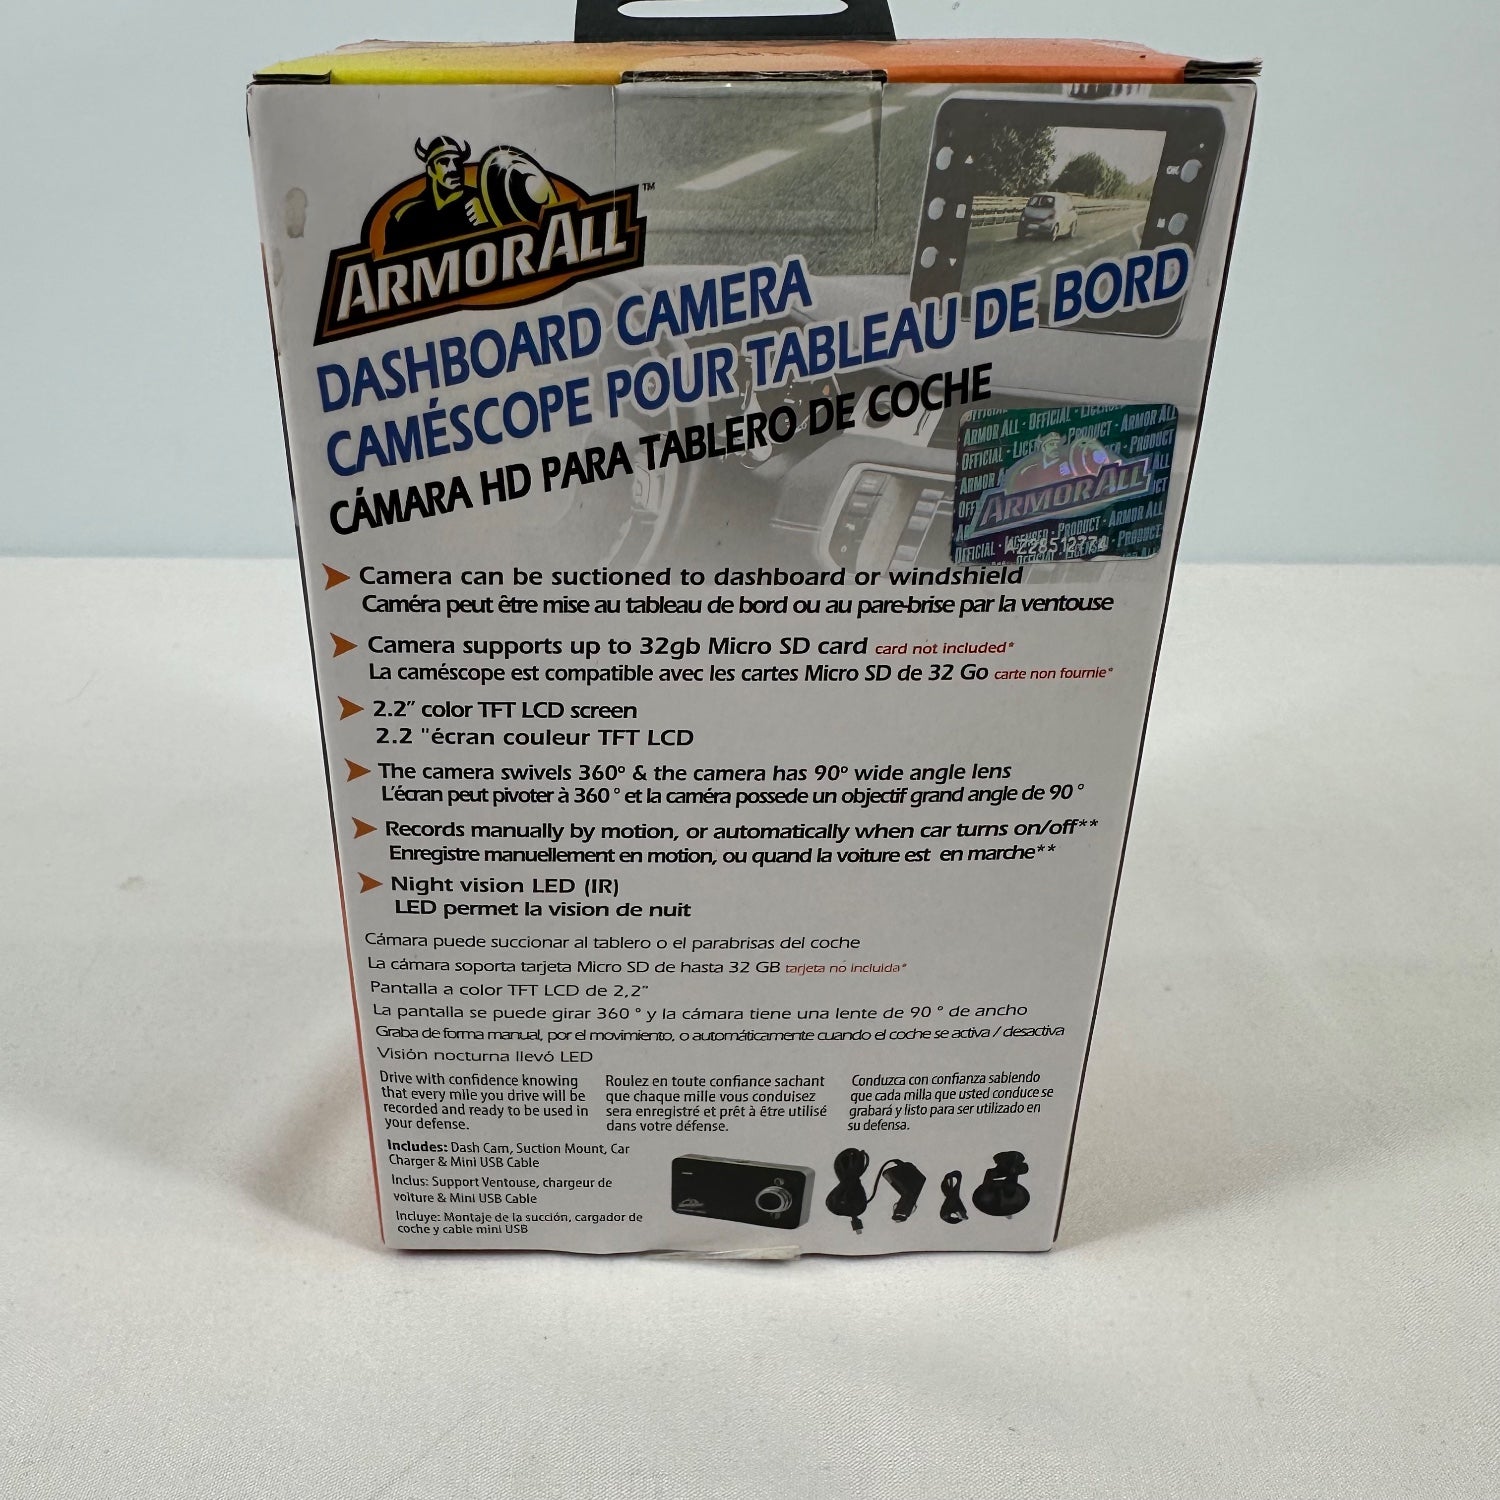 ARMOR ALL™
DASHBOARD CAMERA
CAMÉSCOPE POUR TABLEAU DE BORD
CÁMARA HD PARA TABLERO DE COCHE
ARMOR ALL
Camera can be suctioned to dashboard or windshield
Caméra peut être mise au tableau de bord ou au pare-brise par la ventouse
Camera supports up to 32gb Micro SD card card not included*
La caméscope est compatible avec les cartes Micro SD de 32 Go carte non fournie*
2.2” color TFT LCD screen
2.2 "écran couleur TFT LCD
The camera swivels 360º & the camera has 90º wide angle lens
L'écran peut pivoter à 360 ° et la caméra possede un objectif grand angle de 90 °
Records manually by motion, or automatically when car turns on/off**
Enregistre manuellement en motion, ou quand la voiture est en marche**
Night vision LED (IR)
LED permet la vision de nuit
Cámara puede succionar al tablero o el parabrisas del coche
La cámara soporta tarjeta Micro SD de hasta 32 GB tarjeta no incluida*
Pantalla a color TFT LCD de 2,2”
La pantalla se puede girar 360 ° y la cámara tiene una lente de 90 ° de ancho
Graba de forma manual, por el movimiento, o automáticamente cuando el coche se activa / desactiva
Visión nocturna llevó LED
Drive with confidence knowing
that every mile you drive will be
recorded and ready to be used in
your defense.
Roulez en toute confiance sachant
que chaque mille vous conduisez
sera enregistré et prêt à être utilisé
dans votre défense.
Conduzca con confianza sabiendo
que cada milla que usted conduce se
grabará y listo para ser utilizado en
su defensa.
Includes: Dash Cam, Suction Mount, Car
Charger & Mini USB Cable
Inclus: Support Ventouse, chargeur de
voiture & Mini USB Cable
Incluye: Montaje de la succión, cargador de
coche y cable mini USB